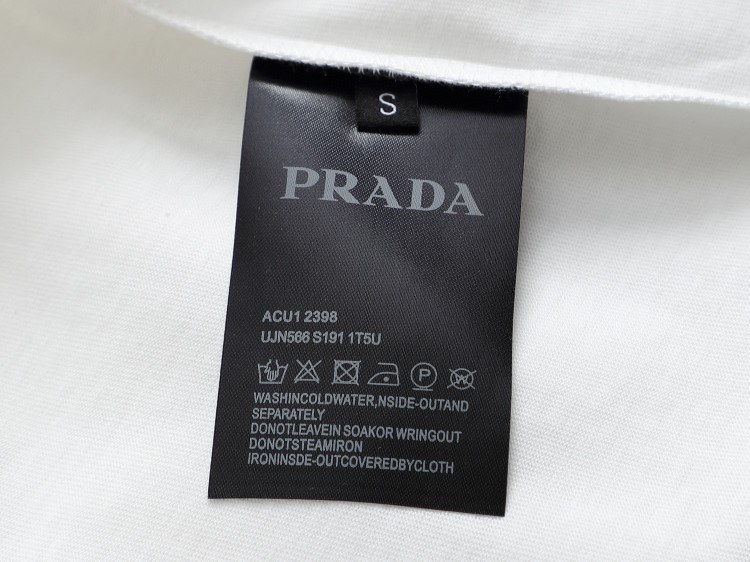 S
PRADA
ACU1 2398
UJN566 S191 1T5U
P
WASHINCOLDWATER,NSIDE-OUTAND
SEPARATELY
DONOTLEAVEIN SOAKOR WRINGOUT
DONOTSTEAMIRON
IRONINSDE-OUTCOVEREDBYCLOTH